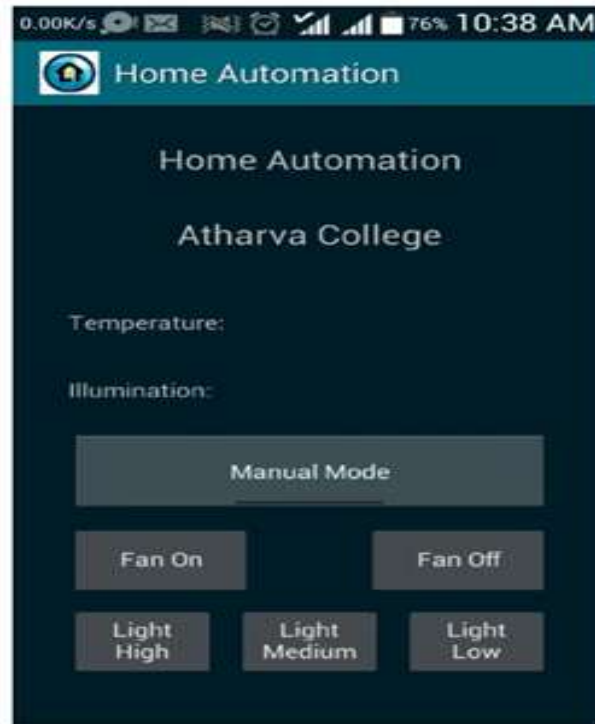 0.00K/s 76% 10:38 AM
Home Automation
Home Automation
Atharva College
Temperature:
Illumination:
Manual Mode
Fan On Fan Off
Light Light Light
High Medium Low